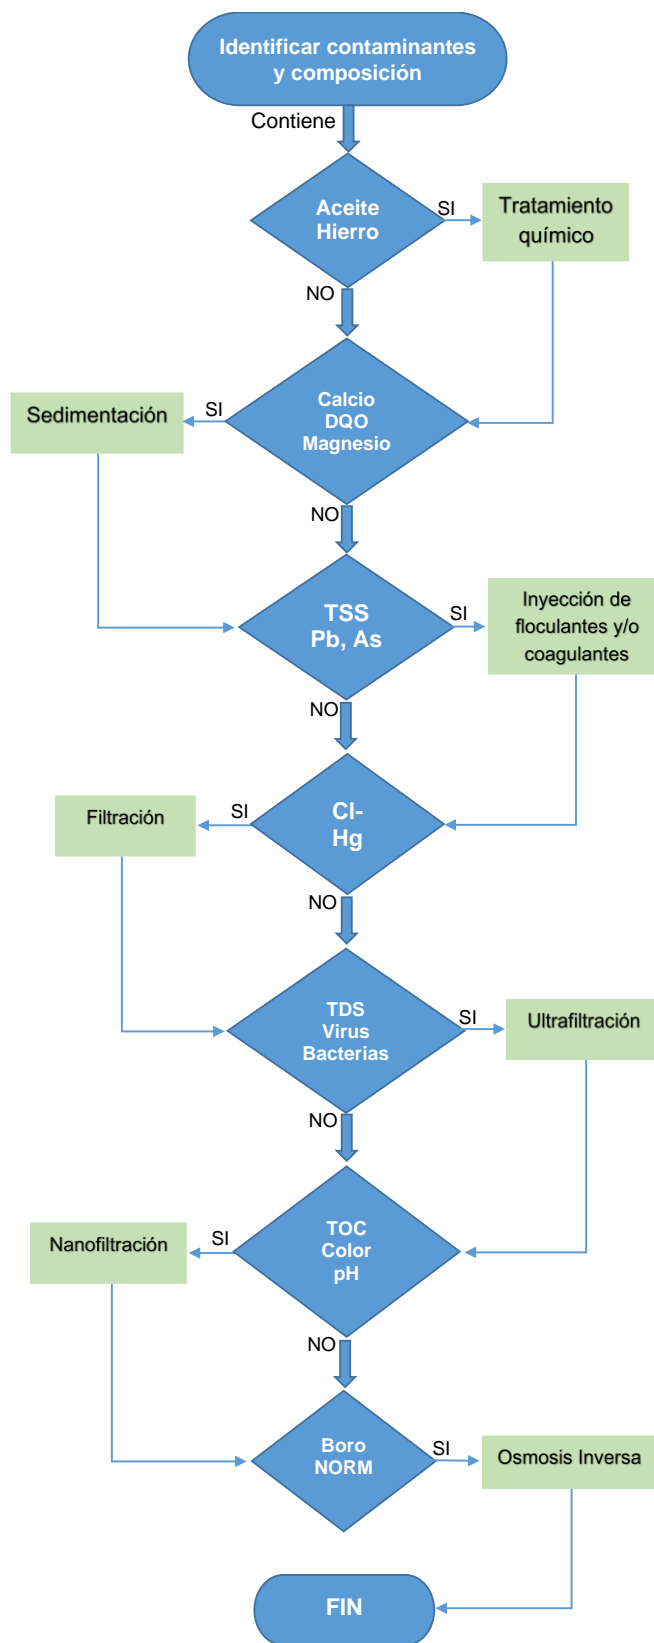 Identificar contaminantes
y composición
Contiene
Aceite
Hierro
SI
Tratamiento
químico
NO
Calcio
DQO
Magnesio
SI
Sedimentación
NO
TSS
Pb, As
SI
Inyección de
floculantes y/o
coagulantes
NO
Cl-
Hg
SI
Filtración
NO
TDS
Virus
Bacterias
SI
Ultrafiltración
NO
TOC
Color
pH
SI
Nanofiltración
NO
Boro
NORM
SI
Osmosis Inversa
FIN